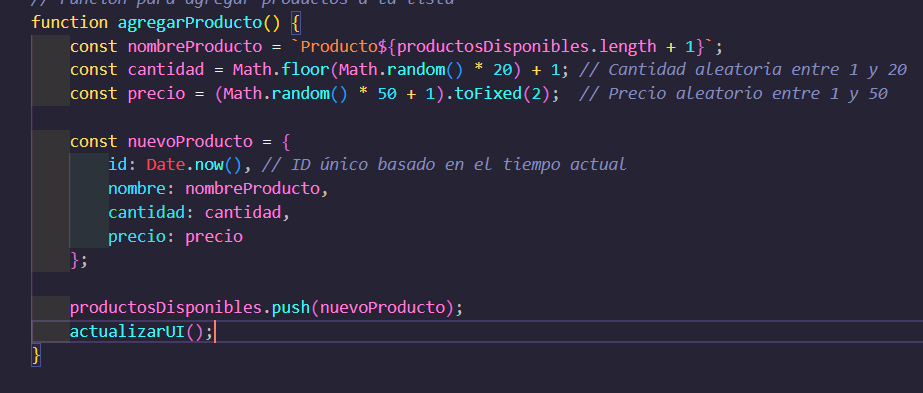 // Función para agregar productos a la lista
function agregarProducto() {
    const nombreProducto = `Producto${productosDisponibles.length + 1}`;
    const cantidad = Math.floor(Math.random() * 20) + 1; // Cantidad aleatoria entre 1 y 20
    const precio = (Math.random() * 50 + 1).toFixed(2);  // Precio aleatorio entre 1 y 50
    const nuevoProducto = {
        id: Date.now(), // ID único basado en el tiempo actual
        nombre: nombreProducto,
        cantidad: cantidad,
        precio: precio
    };
    productosDisponibles.push(nuevoProducto);
    actualizarUI();
}